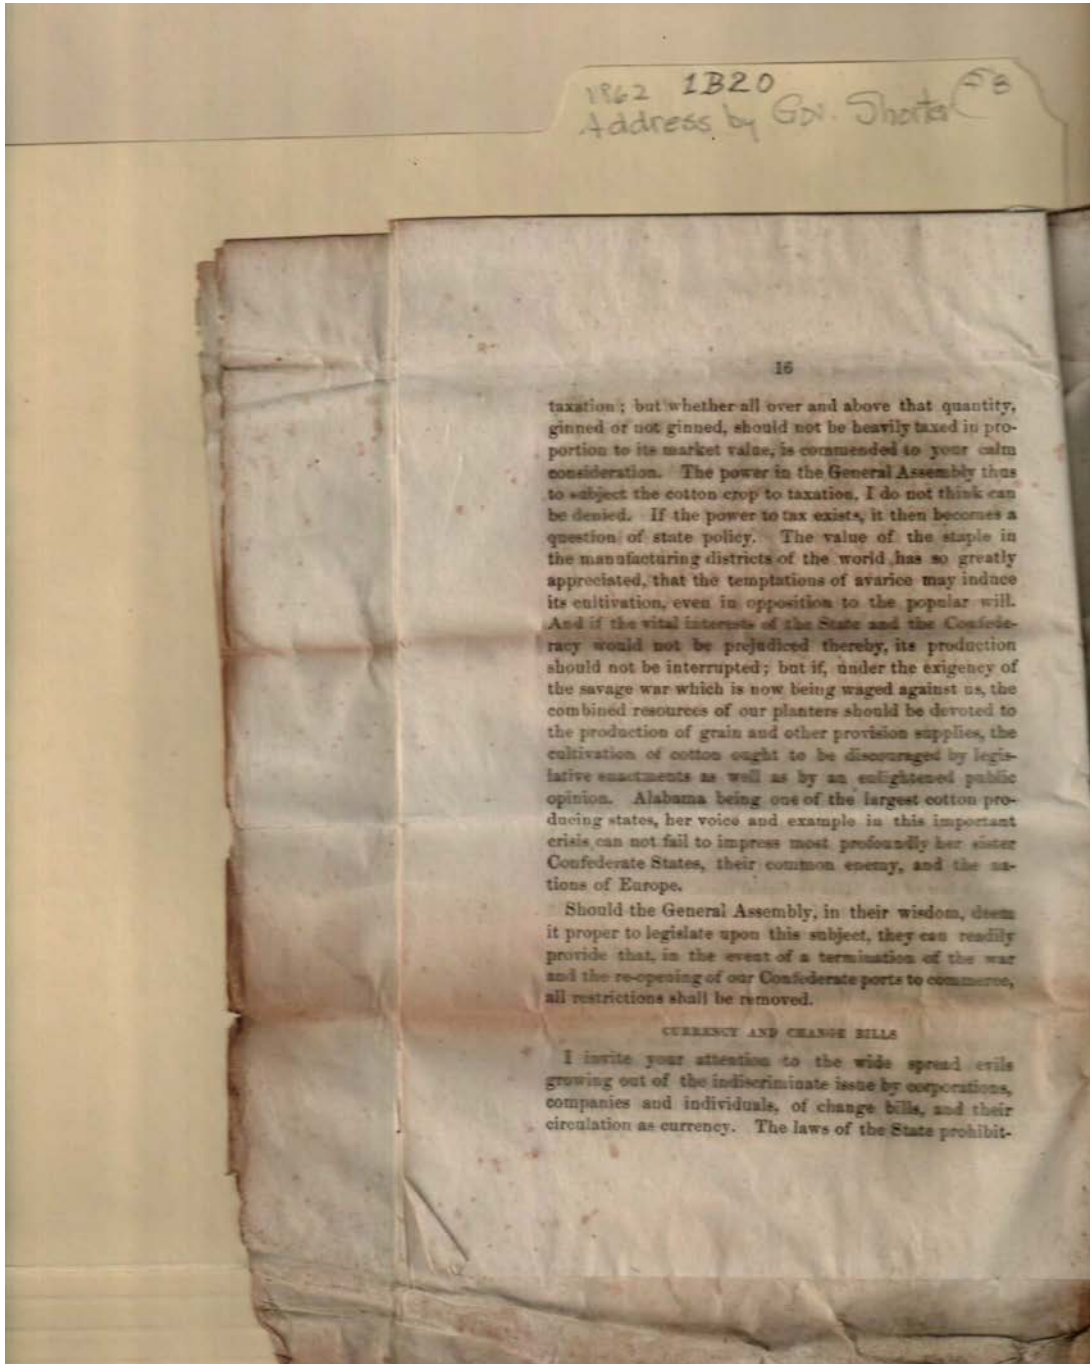 1962 1B20 58
Address by Gov. Shorter
16
taxation; but whether all over and above that quantity,
ginned or not ginned, should not be heavily taxed in pro-
portion to its market value, is commended to your calm
consideration. The power in the General Assembly thus
to subject the cotton crop to taxation, I do not think can
be denied. If the power to tax exists, it then becomes a
question of state policy. The value of the staple in
the manufacturing districts of the world has so greatly
appreciated, that the temptations of avarice may induce
its cultivation, even in opposition to the popular will.
And if the vital interests of the State and the Confede-
racy would not be prejudiced thereby, its production
should not be interrupted; but if, under the exigency of
the savage war which is now being waged against us, the
combined resources of our planters should be devoted to
the production of grain and other provision supplies, the
cultivation of cotton ought to be discouraged by legis-
lative enactments as well as by an enlightened public
opinion. Alabama being one of the largest cotton pro-
ducing states, her voice and example in this important
crisis can not fail to impress most profoundly her sister
Confederate States, their common enemy, and the na-
tions of Europe.
Should the General Assembly, in their wisdom, deem
it proper to legislate upon this subject, they can readily
provide that, in the event of a termination of the war
and the re-opening of our Confederate ports to commerce,
all restrictions shall be removed.
CURRENCY AND CHANGE BILLS
I invite your attention to the wide spread evils
growing out of the indiscriminate issue by corporations,
companies and individuals, of change bills, and their
circulation as currency. The laws of the State prohibit-